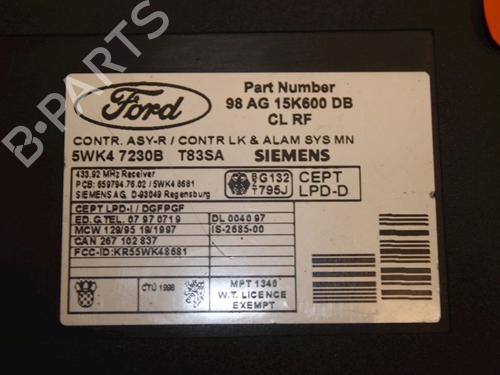 Ford
Part Number
98 AG 15K600 DB
CL RF
CONTR. ASY-R / CONTR LK & ALAM SYS MN
5WK4 7230B T83SA SIEMENS
433,92 MHz Receiver
PCB: 659794.76.02 / 5WK4 8681
SIEMENS AG, D-93049 Regensburg
G132
795J
CEPT
LPD-D
CEPT LPD-I / DGPPGF
ED.G.TEL. 07 97 0719
DL 004097
MCW 129/95 19/1997
IS-2685-00
CAN 267 102 837
FCC-ID: KR55WK48681
ČTÚ 1998
MPT 1340
W.T. LICENCE
EXEMPT
B-PARTS